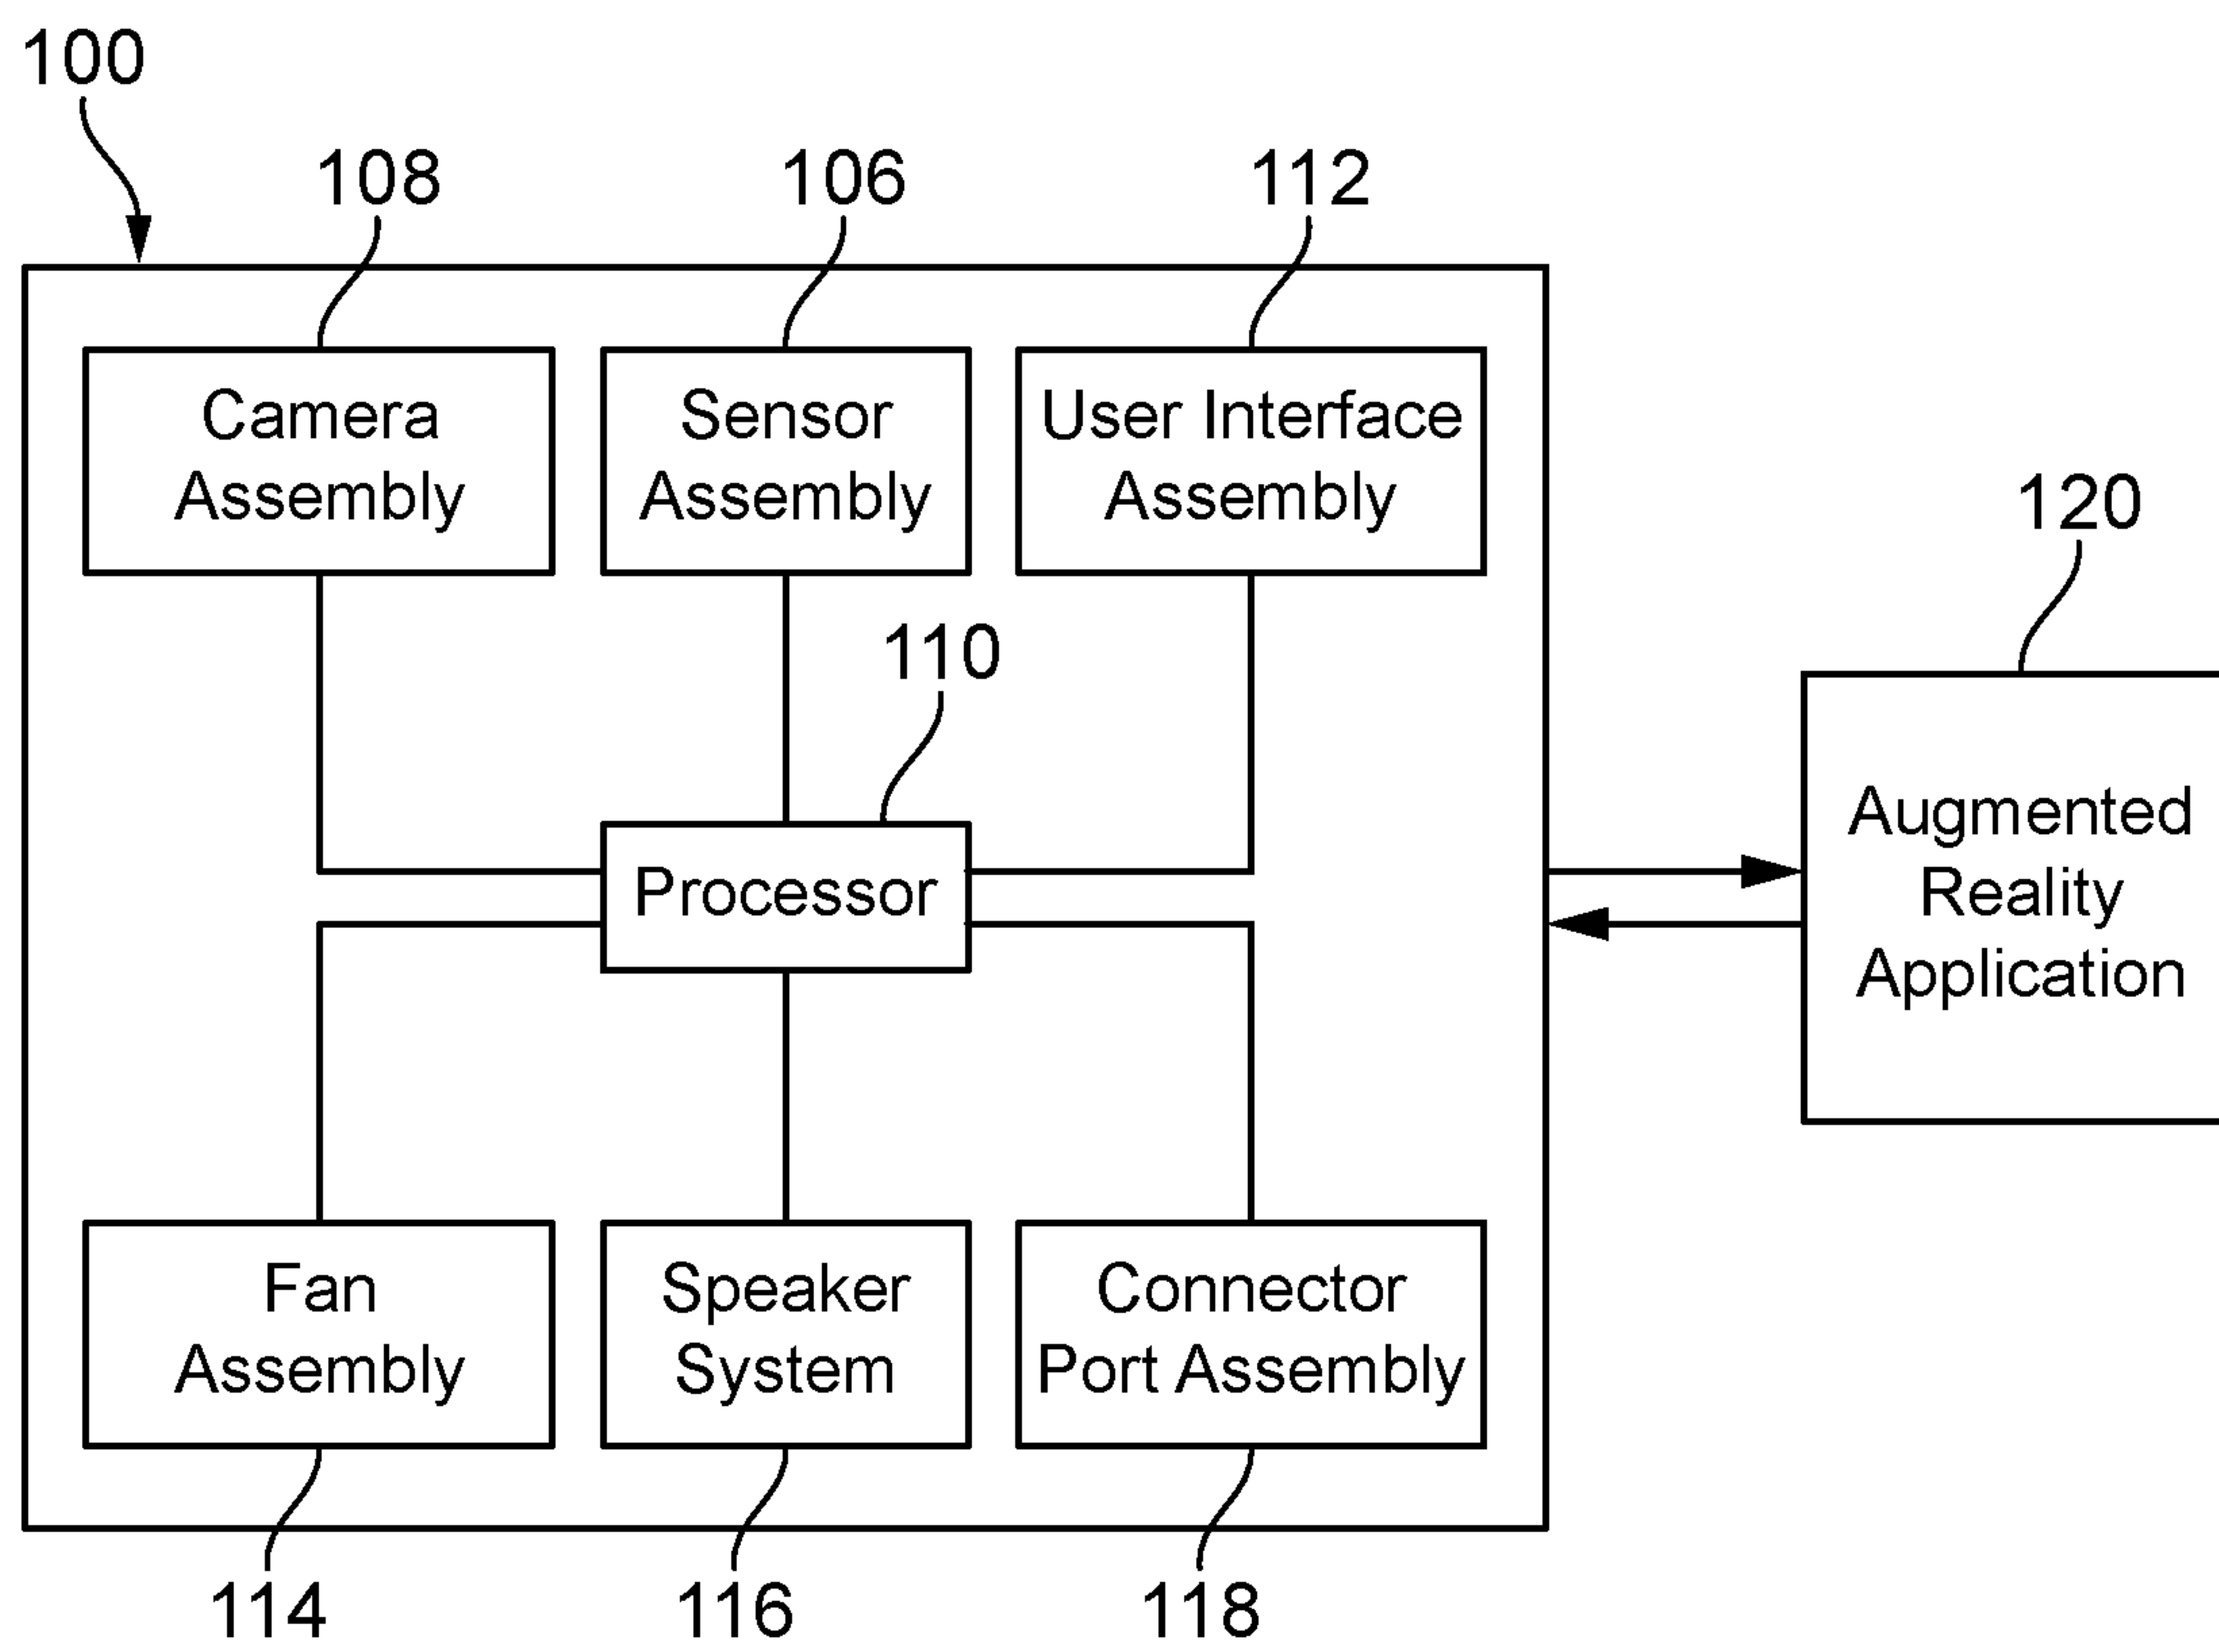 100
108
106
112
Camera
Assembly
Sensor
Assembly
User Interface
Assembly
120
110
Processor
Augmented
Reality
Application
Fan
Assembly
Speaker
System
Connector
Port Assembly
114
116
118